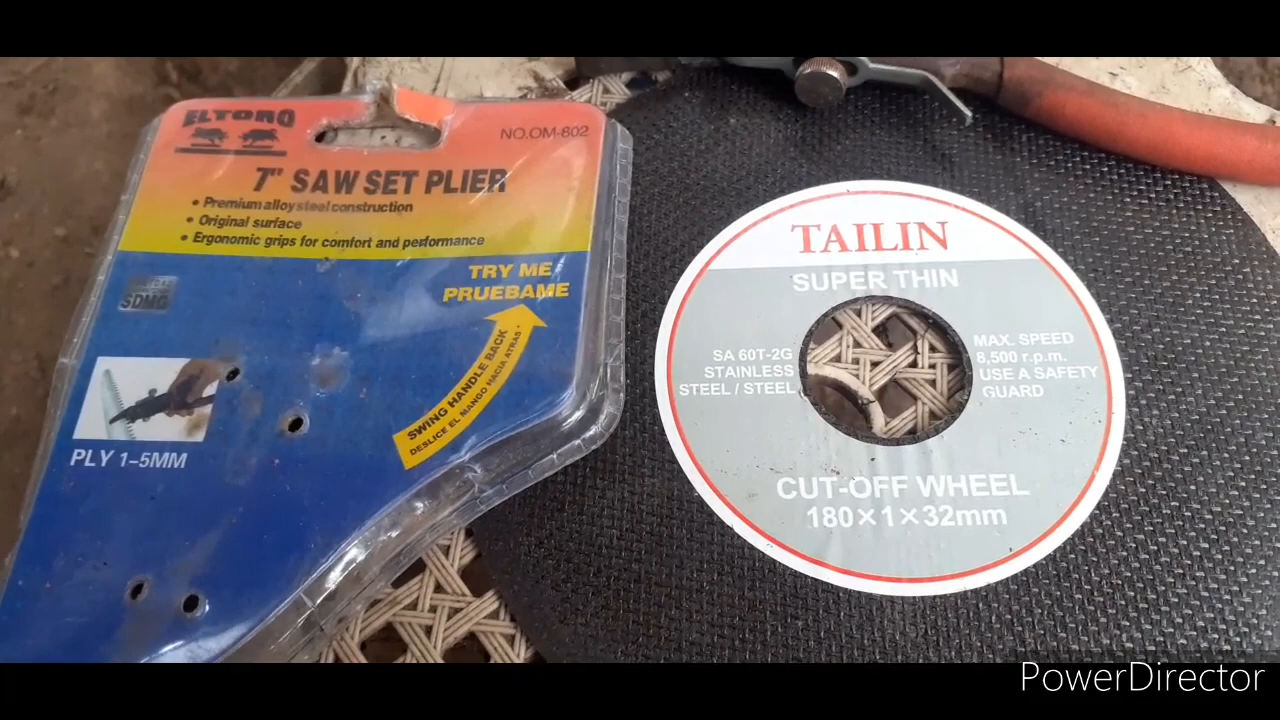 ELTORO
NO.OM-802
7" SAW SET PLIER
• Premium alloy steel construction
• Original surface
• Ergonomic grips for comfort and performance
SDMG
TRY ME
PRUEBAME
SWING HANDLE BACK
DESLICE EL MANGO HACIA ATRAS.
PLY 1-5MM
TAILIN
SUPER THIN
SA 60T-2G
STAINLESS
STEEL / STEEL
MAX. SPEED
8,500 r.p.m.
USE A SAFETY
GUARD
CUT-OFF WHEEL
180×1×32mm
PowerDirector